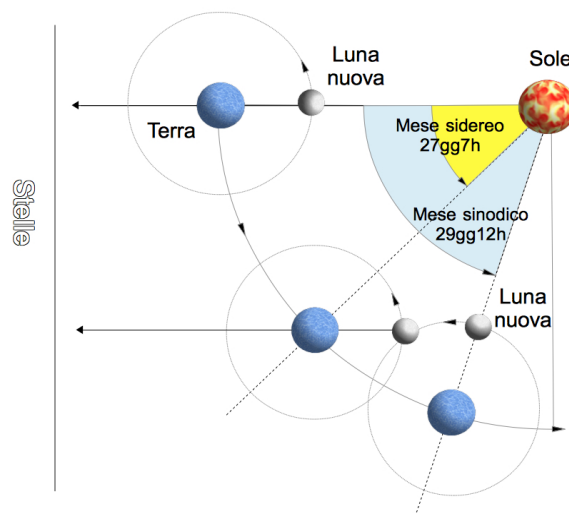 Luna
nuova
Sole
Terra
Mese sidereo
27gg7h
Stelle
Mese sinodico
29gg12h
Luna
nuova